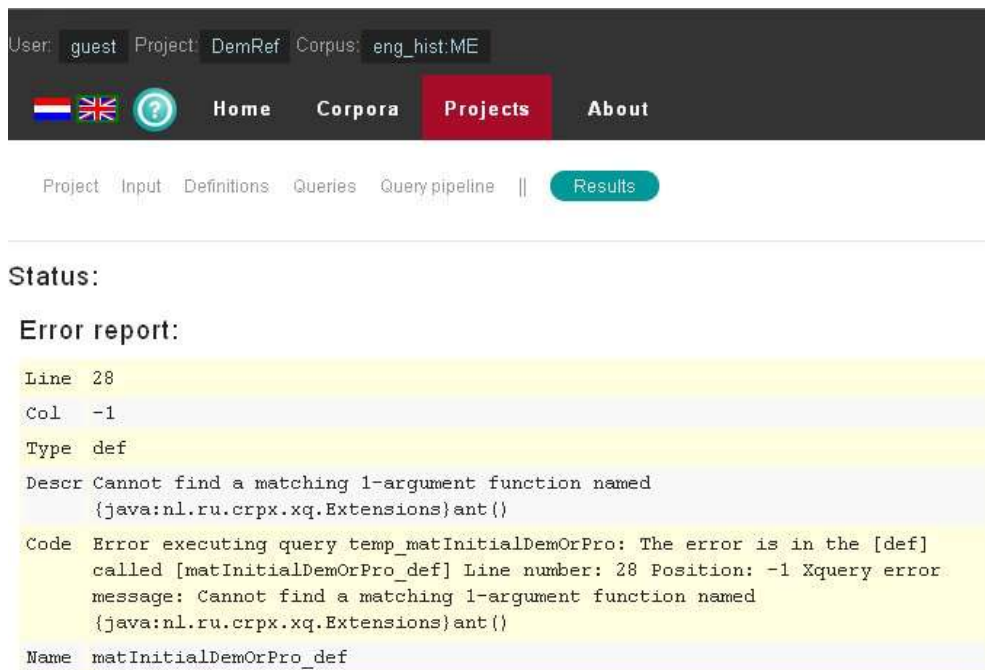 User: guest Project: DemRef Corpus: eng_hist:ME
? Home Corpora Projects About
Project Input Definitions Queries Query pipeline || Results
Status:
Error report:
Line 28
Col -1
Type def
Descr Cannot find a matching 1-argument function named
{java:nl.ru.crpx.xq.Extensions}ant()
Code Error executing query temp_matInitialDemOrPro: The error is in the [def]
called [matInitialDemOrPro_def] Line number: 28 Position: -1 Xquery error
message: Cannot find a matching 1-argument function named
{java:nl.ru.crpx.xq.Extensions}ant()
Name matInitialDemOrPro_def